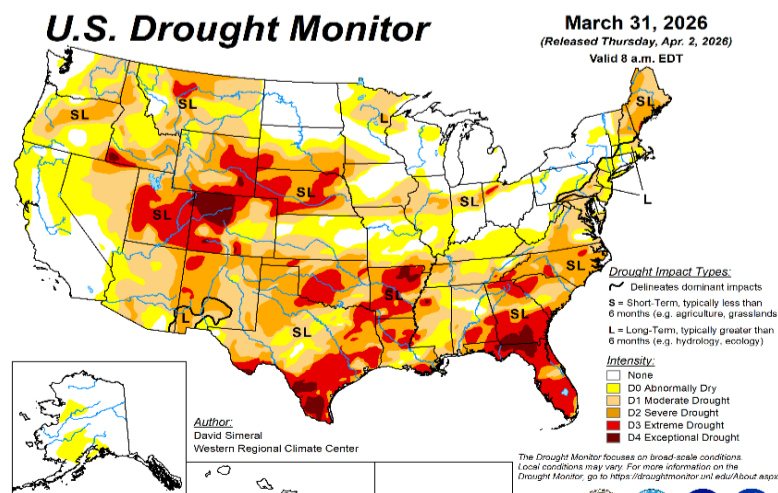 U.S. Drought Monitor
March 31, 2026
(Released Thursday, Apr. 2, 2026)
Valid 8 a.m. EDT
SL
SL
L
SL
SL
SL
SL
L
SL
SL
SL
L
SL
SL
Drought Impact Types:
Delineates dominant impacts
S = Short-Term, typically less than
6 months (e.g. agriculture, grasslands
L = Long-Term, typically greater than
6 months (e.g. hydrology, ecology)
Intensity:
None
D0 Abnormally Dry
D1 Moderate Drought
D2 Severe Drought
D3 Extreme Drought
D4 Exceptional Drought
Author:
David Simeral
Western Regional Climate Center
The Drought Monitor focuses on broad-scale conditions.
Local conditions may vary. For more information on the
Drought Monitor, go to https://droughtmonitor.unl.edu/About.aspx